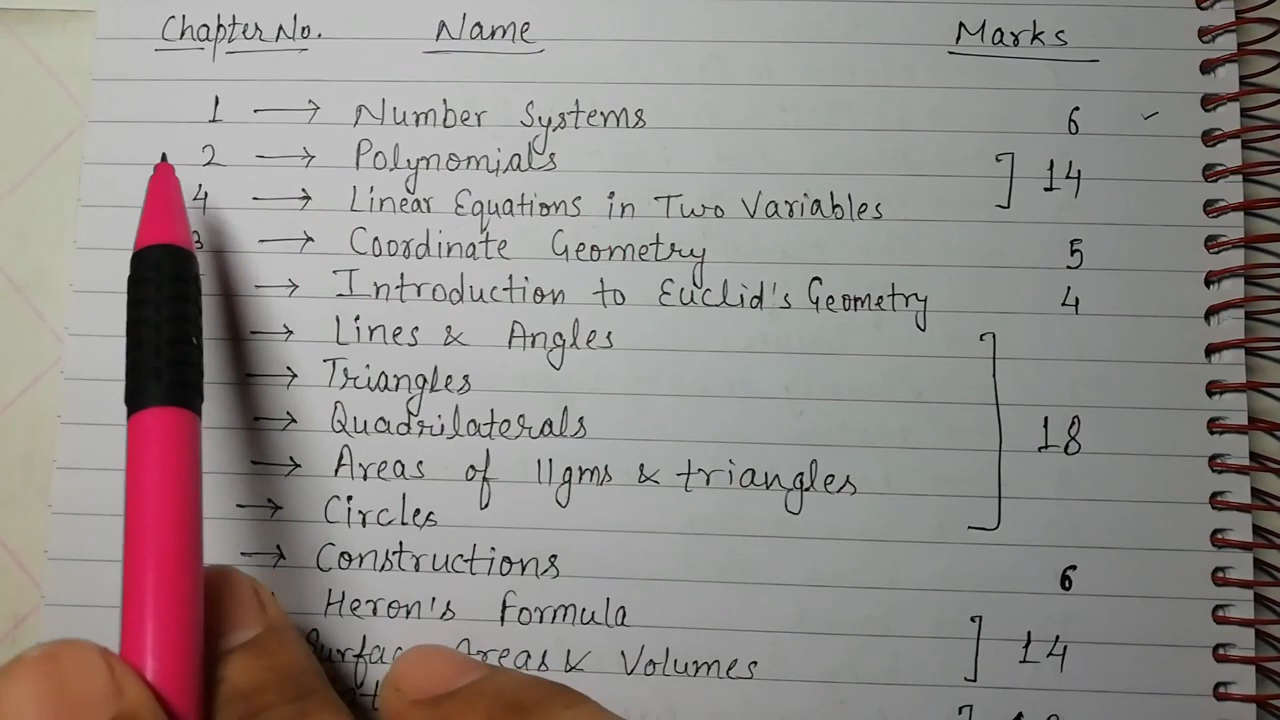 Chapter No. Name Marks
1 → Number Systems 6 ✓
2 → Polynomials ] 14
4 → Linear Equations in Two Variables
3 → Coordinate Geometry 5
→ Introduction to Euclid's Geometry 4
→ Lines & Angles
→ Triangles
→ Quadrilaterals ] 18
→ Areas of llgms & triangles
→ Circles
→ Constructions 6
Heron's Formula
Surfac Areas & Volumes ] 14